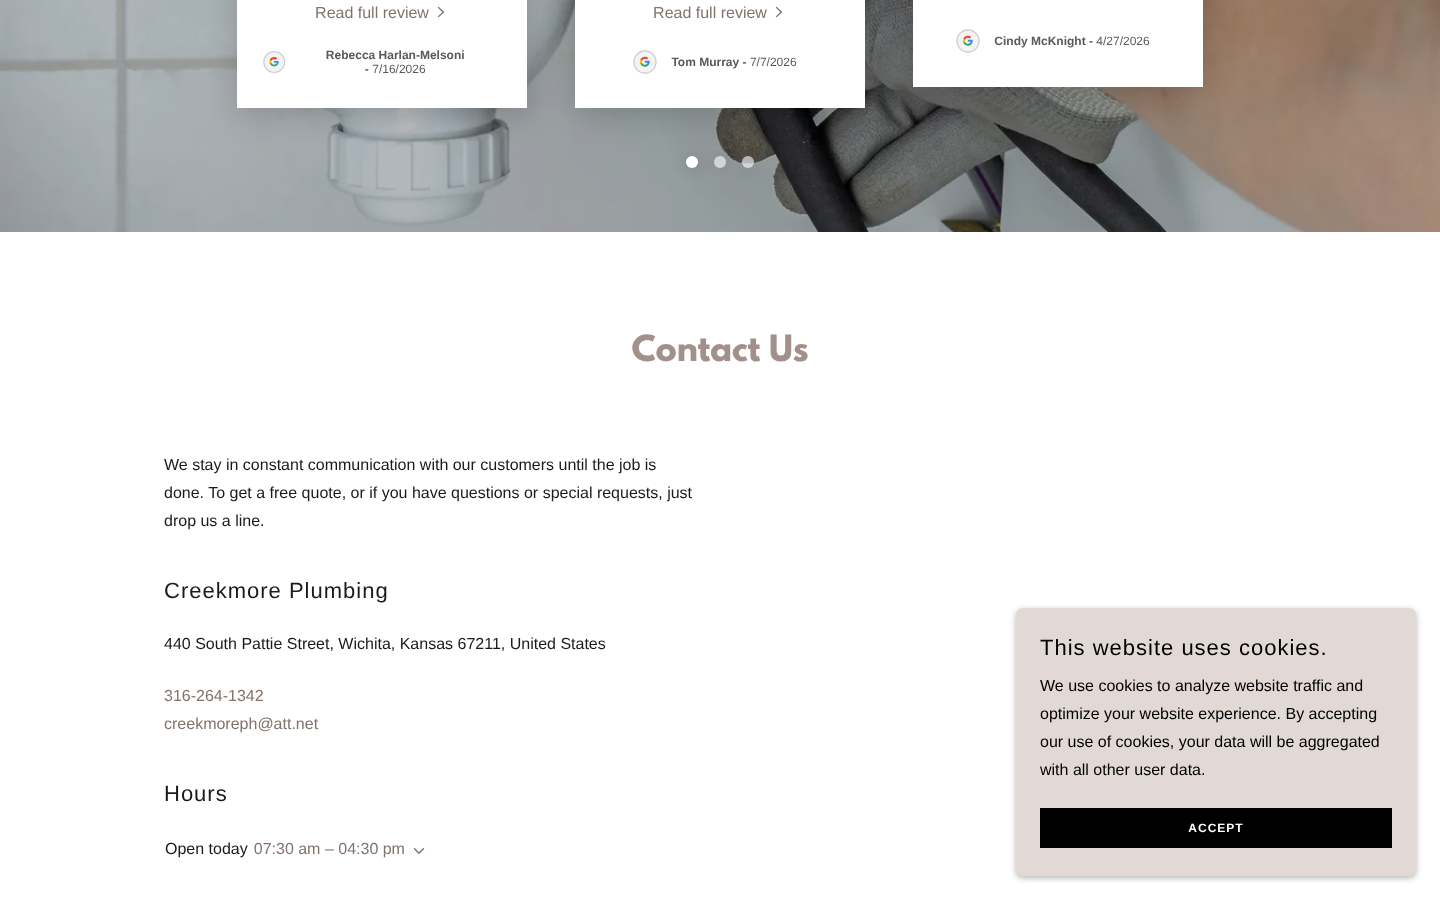 Read full review
Rebecca Harlan-Melsoni
- 7/16/2026
Read full review
Tom Murray - 7/7/2026
Cindy McKnight - 4/27/2026
Contact Us
We stay in constant communication with our customers until the job is
done. To get a free quote, or if you have questions or special requests, just
drop us a line.
Creekmore Plumbing
440 South Pattie Street, Wichita, Kansas 67211, United States
316-264-1342
creekmoreph@att.net
Hours
Open today 07:30 am – 04:30 pm
This website uses cookies.
We use cookies to analyze website traffic and
optimize your website experience. By accepting
our use of cookies, your data will be aggregated
with all other user data.
ACCEPT